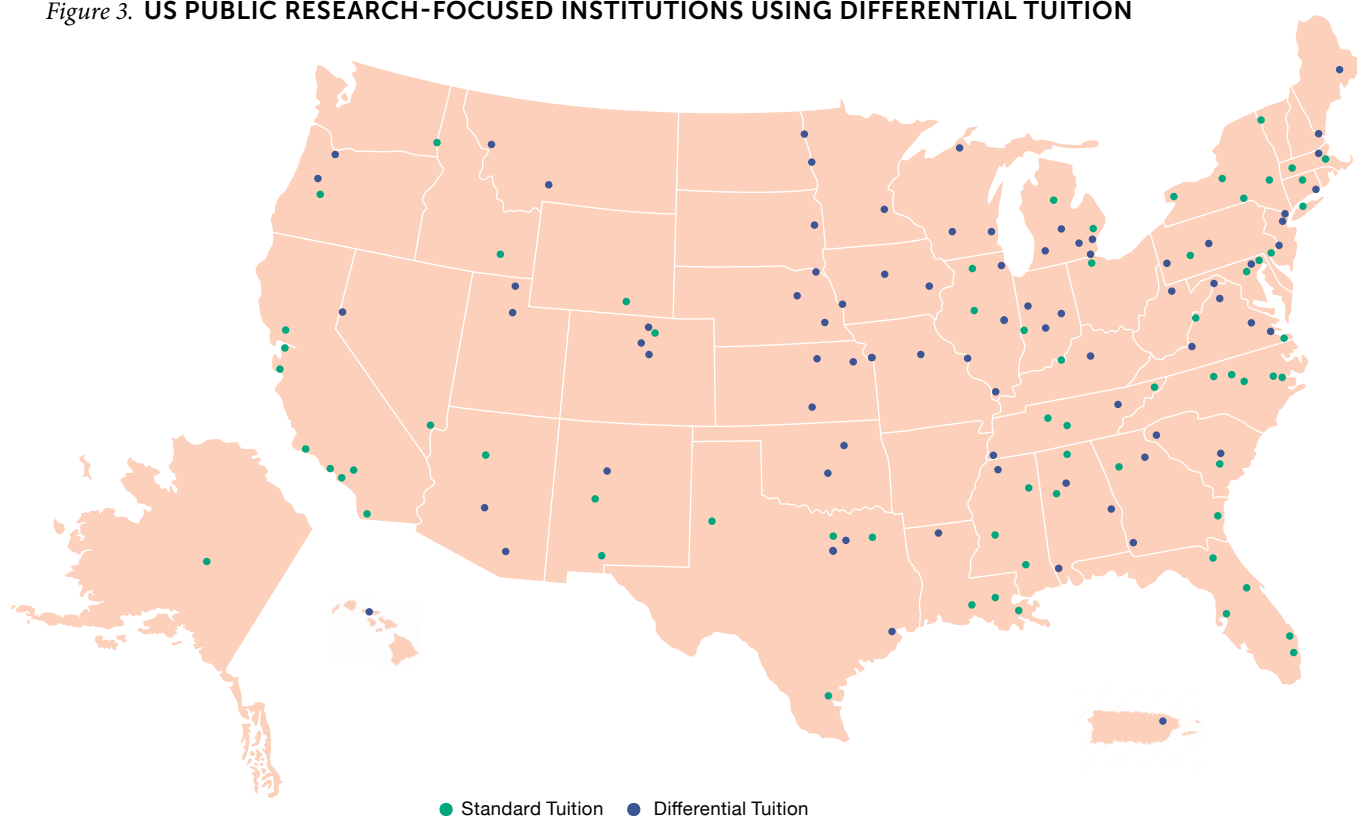 Figure 3. US PUBLIC RESEARCH-FOCUSED INSTITUTIONS USING DIFFERENTIAL TUITION
Standard Tuition Differential Tuition